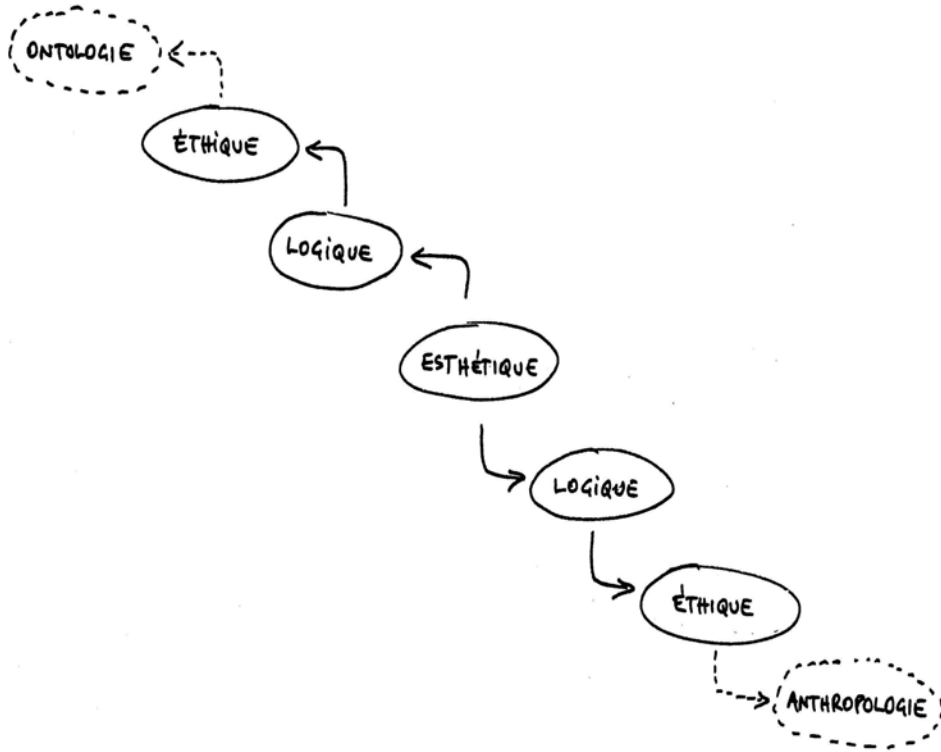 ONTOLOGIE
ÉTHIQUE
LOGIQUE
ESTHÉTIQUE
LOGIQUE
ÉTHIQUE
ANTHROPOLOGIE